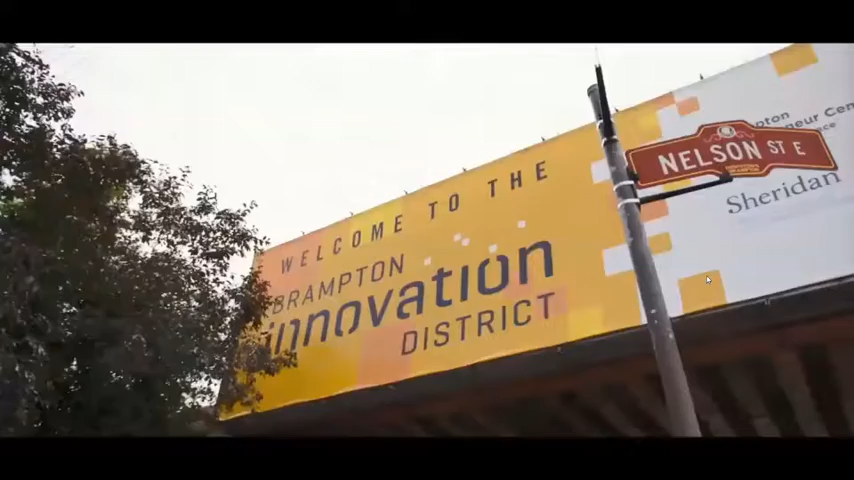 WELCOME TO THE
BRAMPTON
innovation
DISTRICT
NELSON ST E
Sheridan